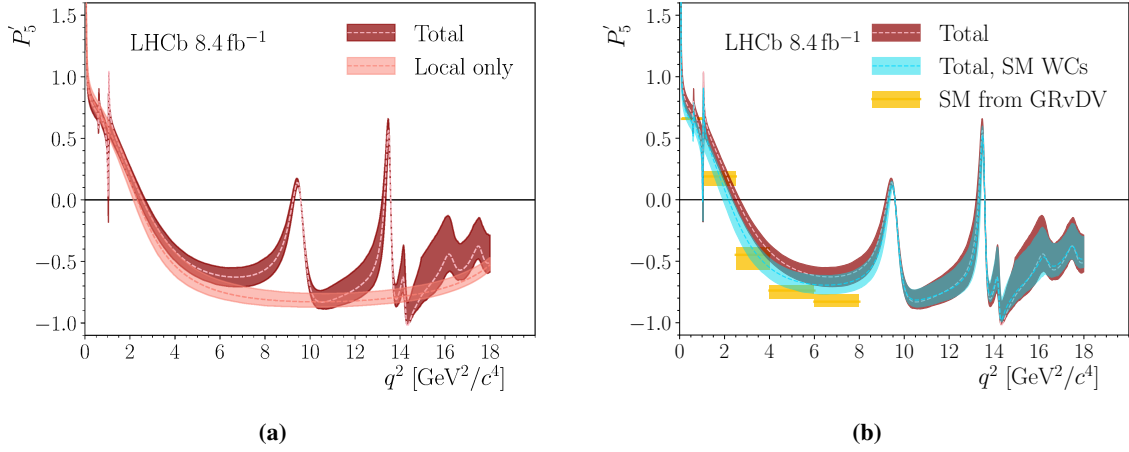 1.5
1.0
0.5
0.0
−0.5
−1.0
P′5
LHCb 8.4 fb⁻¹
Total
Local only
0 2 4 6 8 10 12 14 16 18
q² [GeV²/c⁴]
(a)
1.5
1.0
0.5
0.0
−0.5
−1.0
P′5
LHCb 8.4 fb⁻¹
Total
Total, SM WCs
SM from GRvDV
0 2 4 6 8 10 12 14 16 18
q² [GeV²/c⁴]
(b)